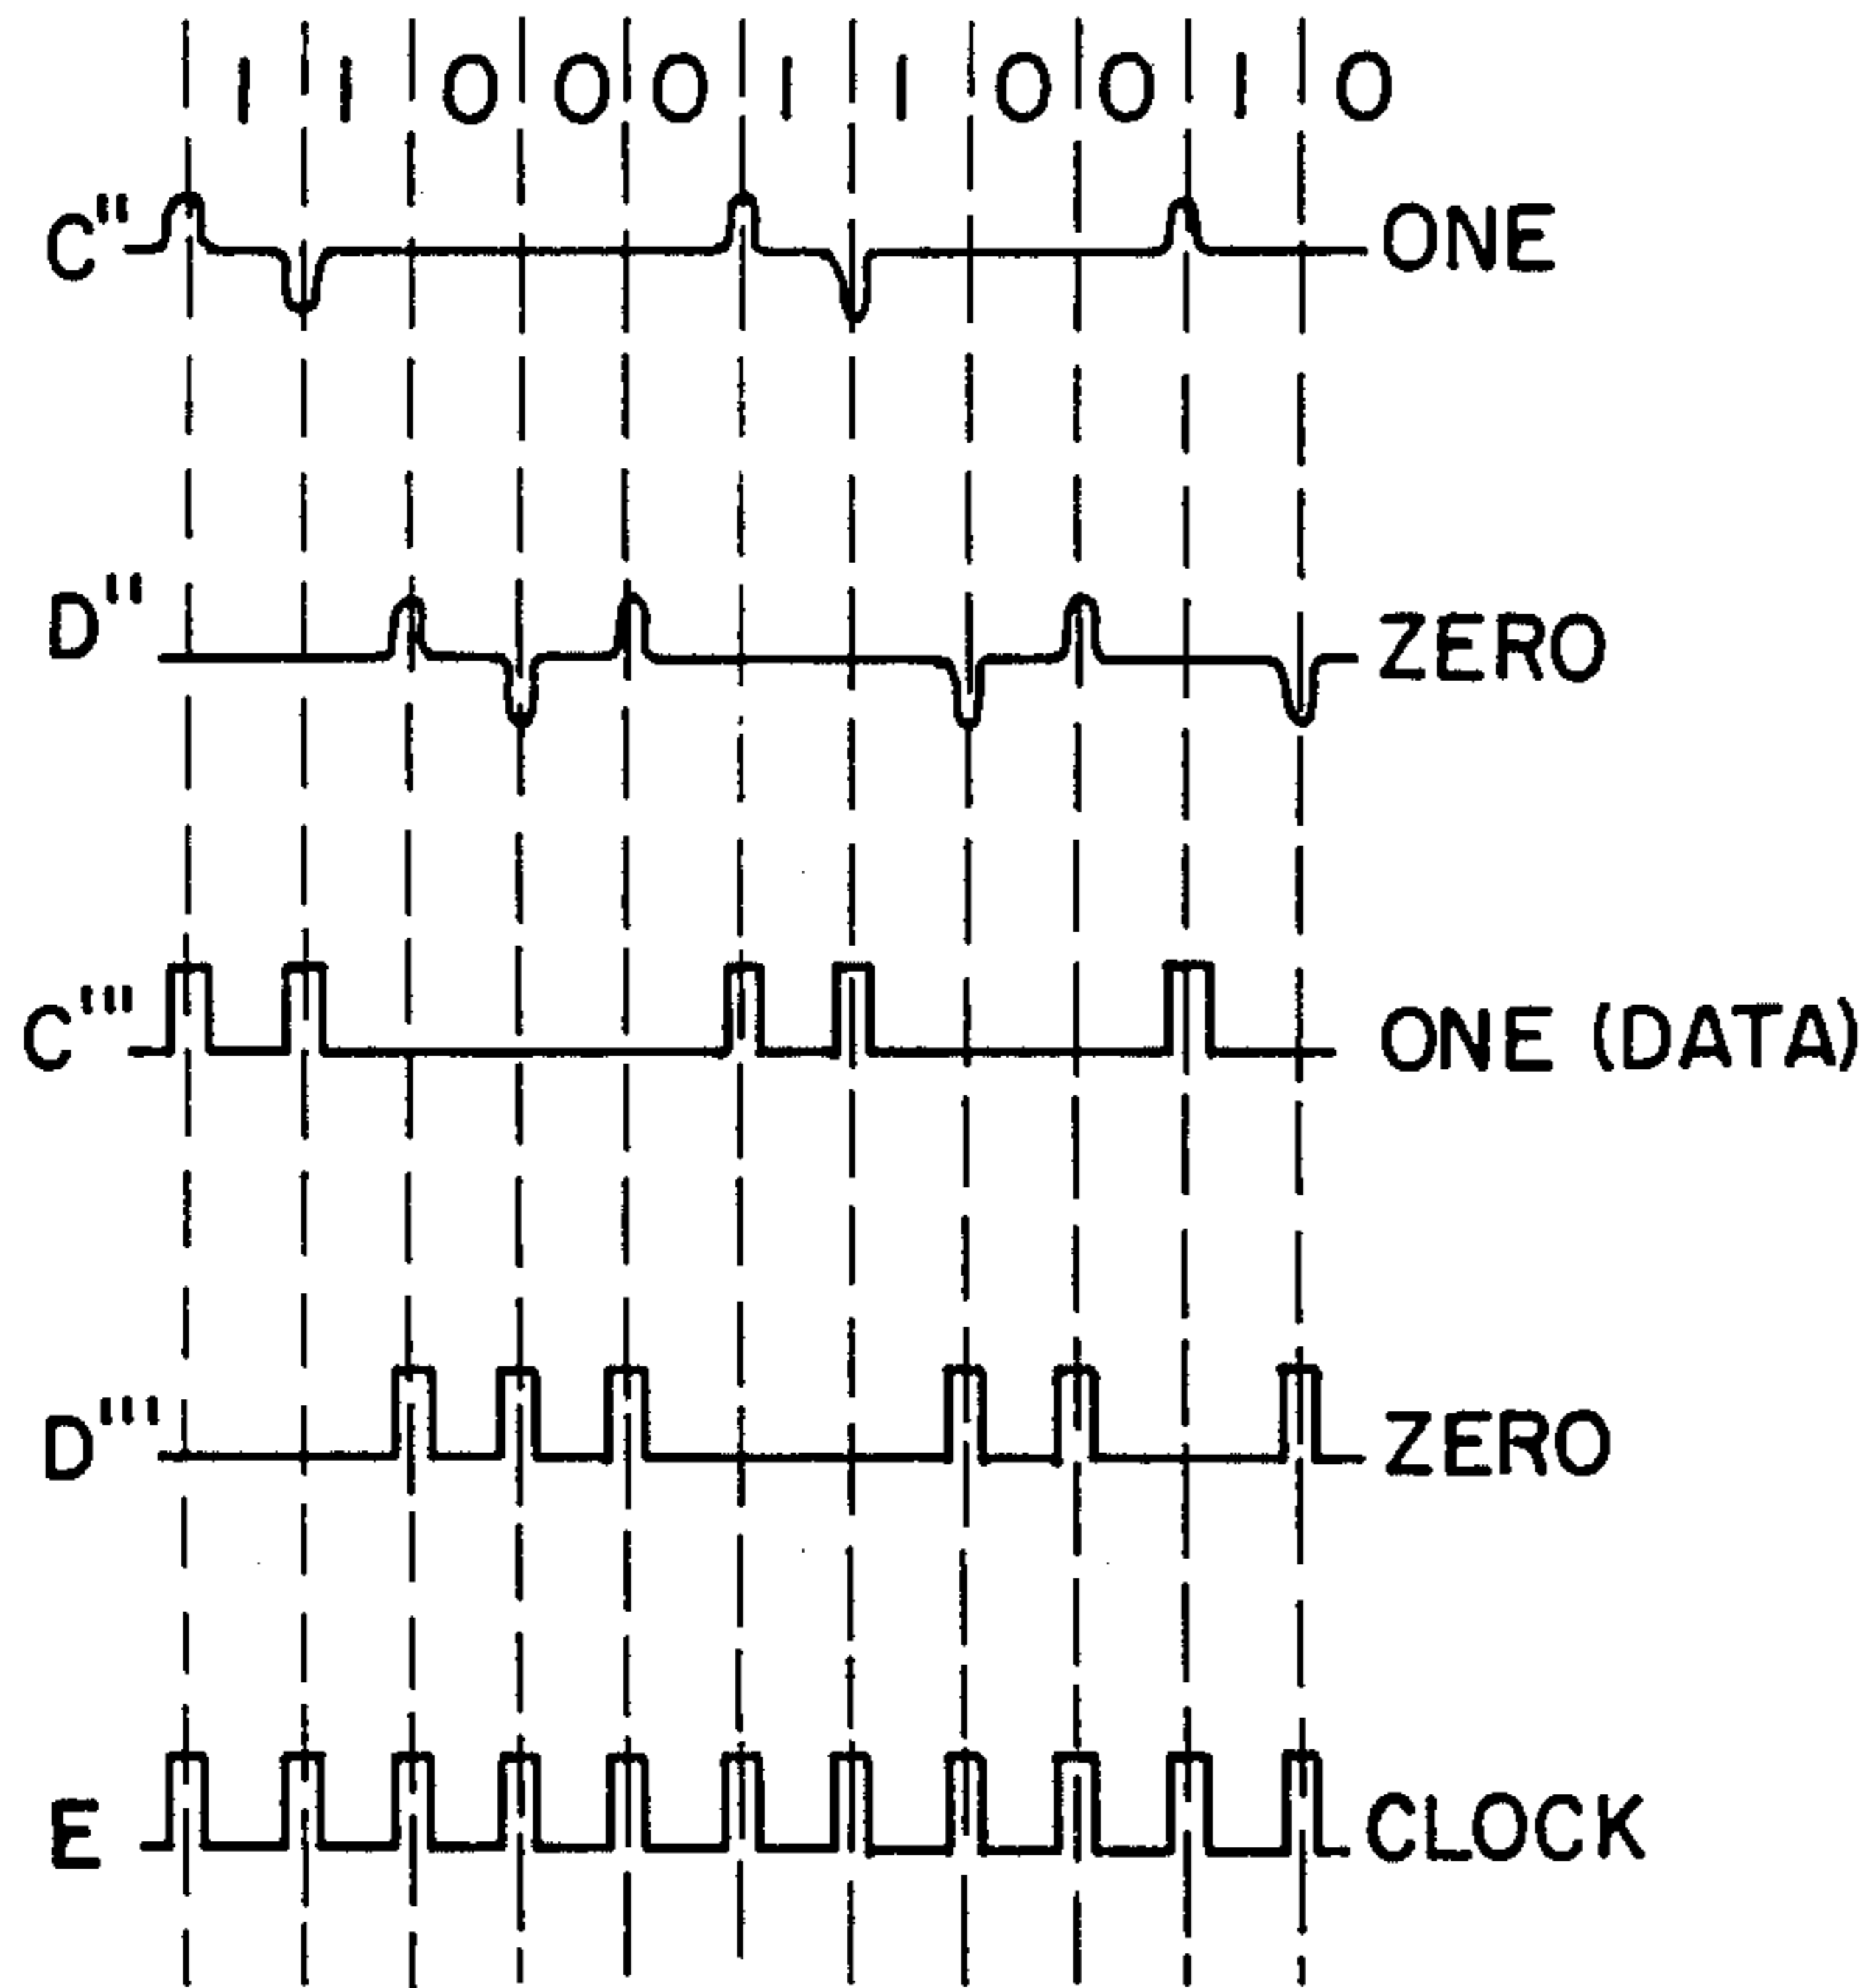 1 1 0 0 0 1 1 0 0 1 0
C" ONE
D" ZERO
C"' ONE (DATA)
D"' ZERO
E CLOCK